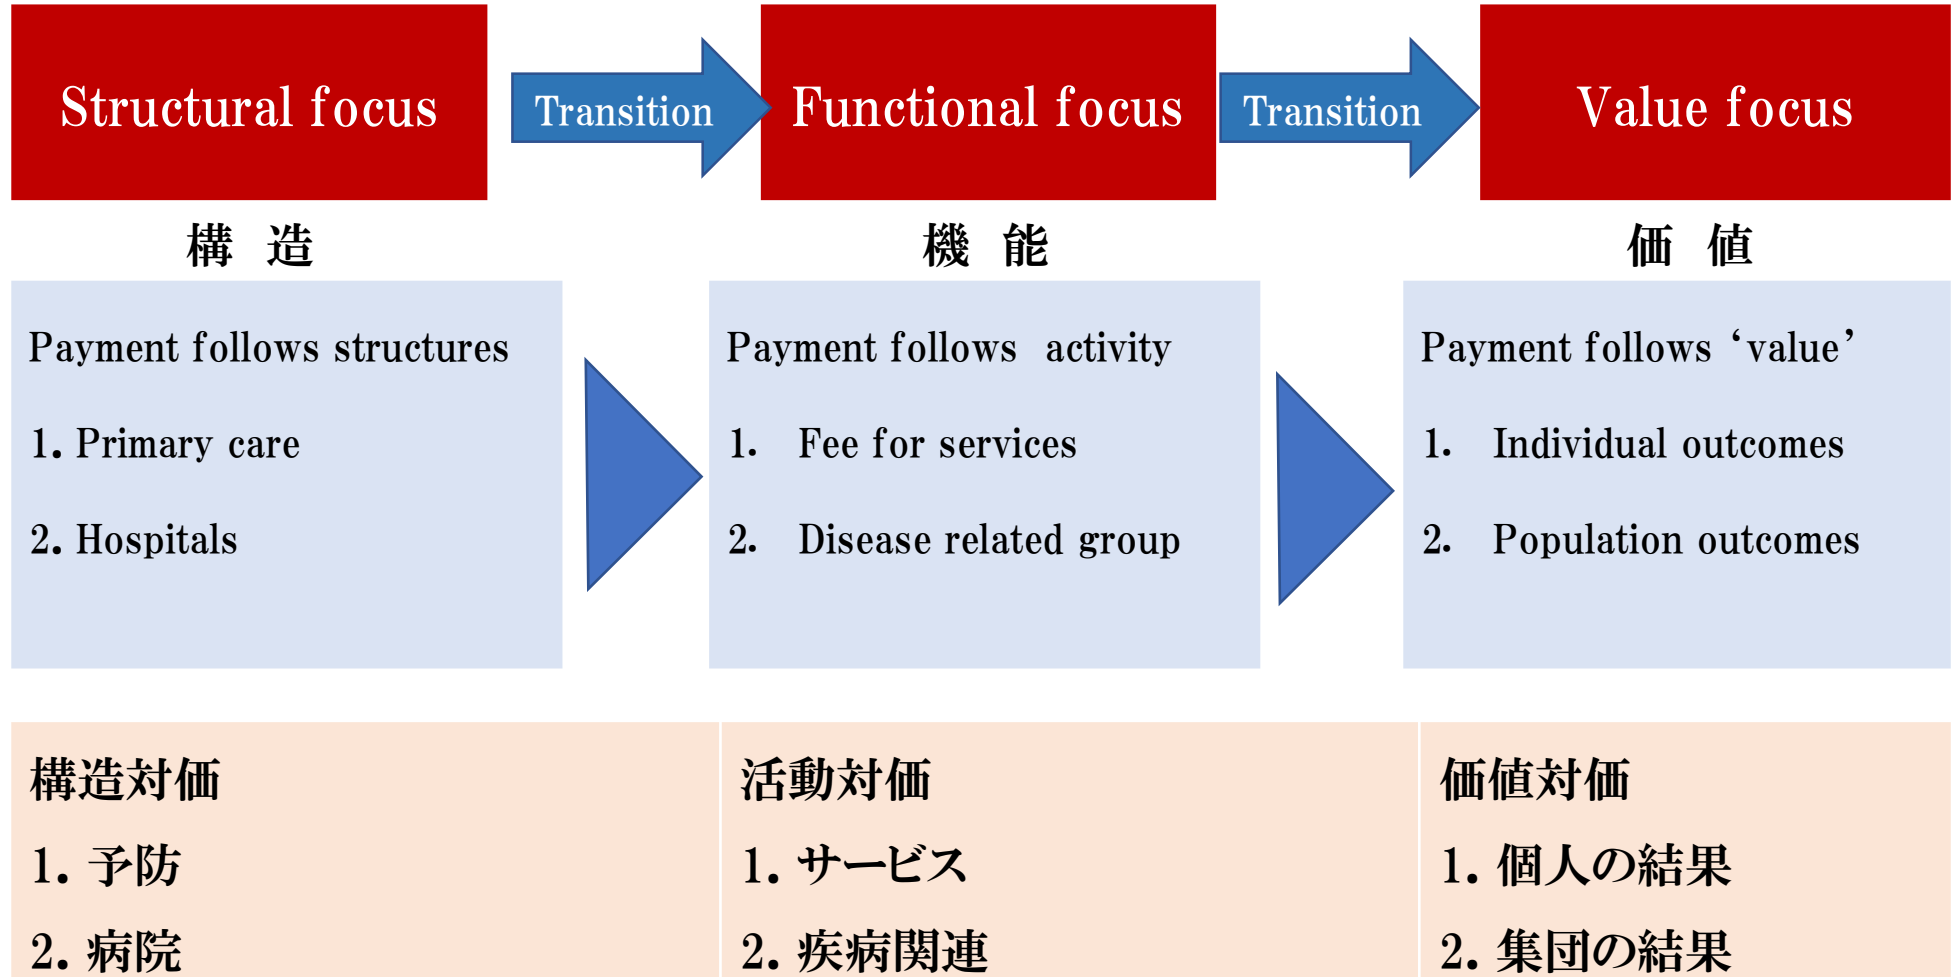 Structural focus
Transition
Functional focus
Transition
Value focus
構 造
機 能
価 値
Payment follows structures
1. Primary care
2. Hospitals
Payment follows activity
1. Fee for services
2. Disease related group
Payment follows ‘value’
1. Individual outcomes
2. Population outcomes
構造対価
1. 予防
2. 病院
活動対価
1. サービス
2. 疾病関連
価値対価
1. 個人の結果
2. 集団の結果